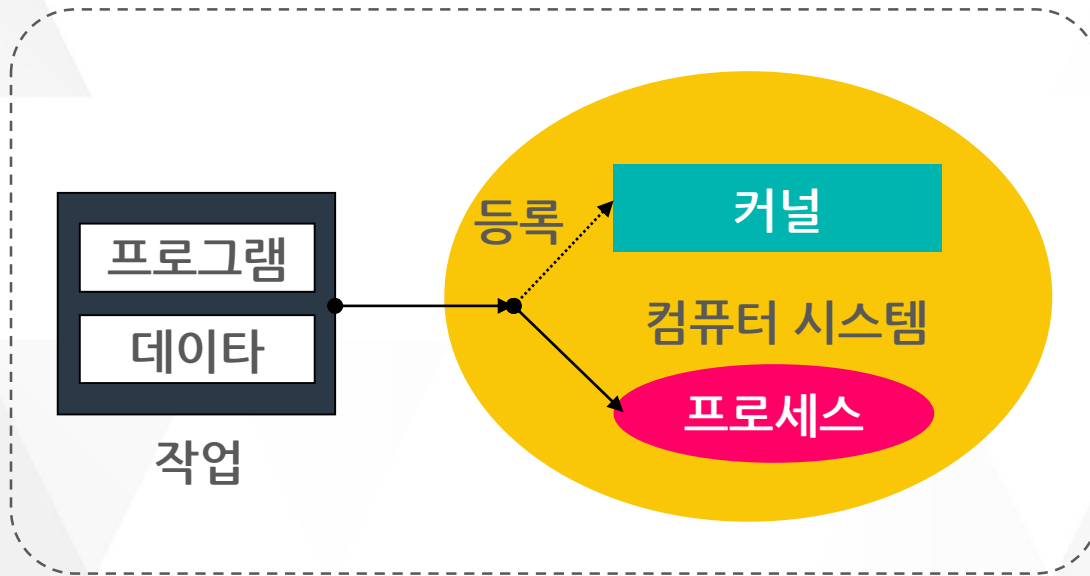 프로그램
데이타
작업
등록
커널
컴퓨터 시스템
프로세스